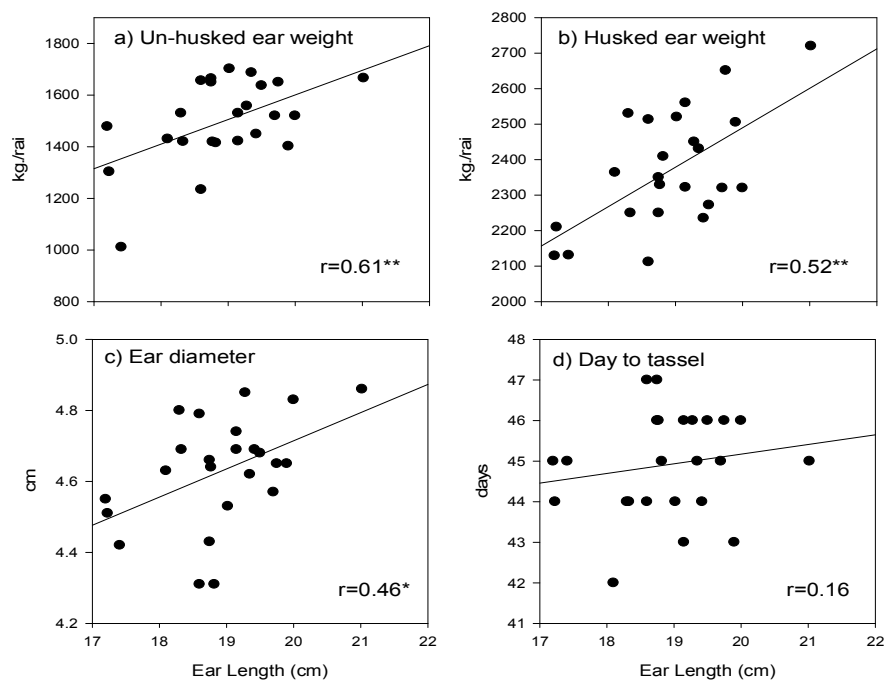 a) Un-husked ear weight
1800
1600
1400
1200
1000
800
kg./rai
r=0.61**
b) Husked ear weight
2800
2700
2600
2500
2400
2300
2200
2100
2000
kg./rai
r=0.52**
c) Ear diameter
5.0
4.8
4.6
4.4
4.2
cm
r=0.46*
17 18 19 20 21 22
Ear Length (cm)
d) Day to tassel
48
47
46
45
44
43
42
41
days
r=0.16
17 18 19 20 21 22
Ear Length (cm)